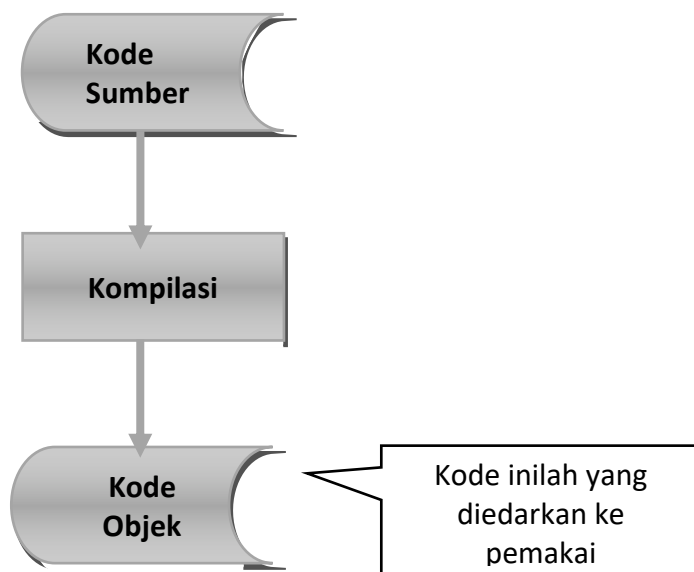 Kode
Sumber
Kompilasi
Kode
Objek
Kode inilah yang
diedarkan ke
pemakai